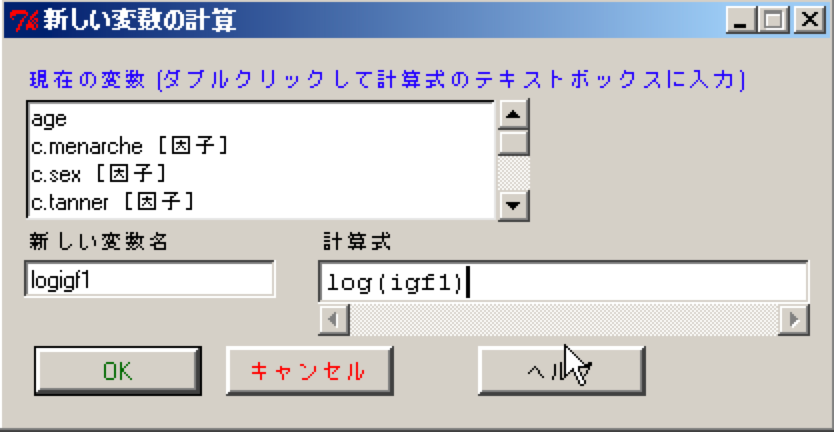 新しい変数の計算
現在の変数 (ダブルクリックして計算式のテキストボックスに入力)
age
c.menarche [因子]
c.sex [因子]
c.tanner [因子]
新しい変数名 計算式
logigf1 log(igf1)
OK キャンセル ヘルプ